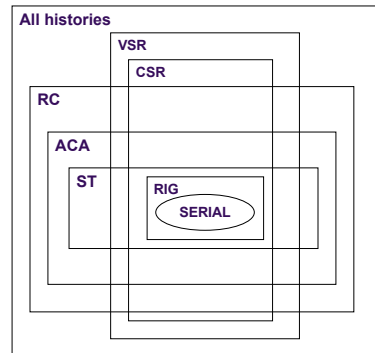 All histories
VSR
CSR
RC
ACA
ST
RIG
SERIAL